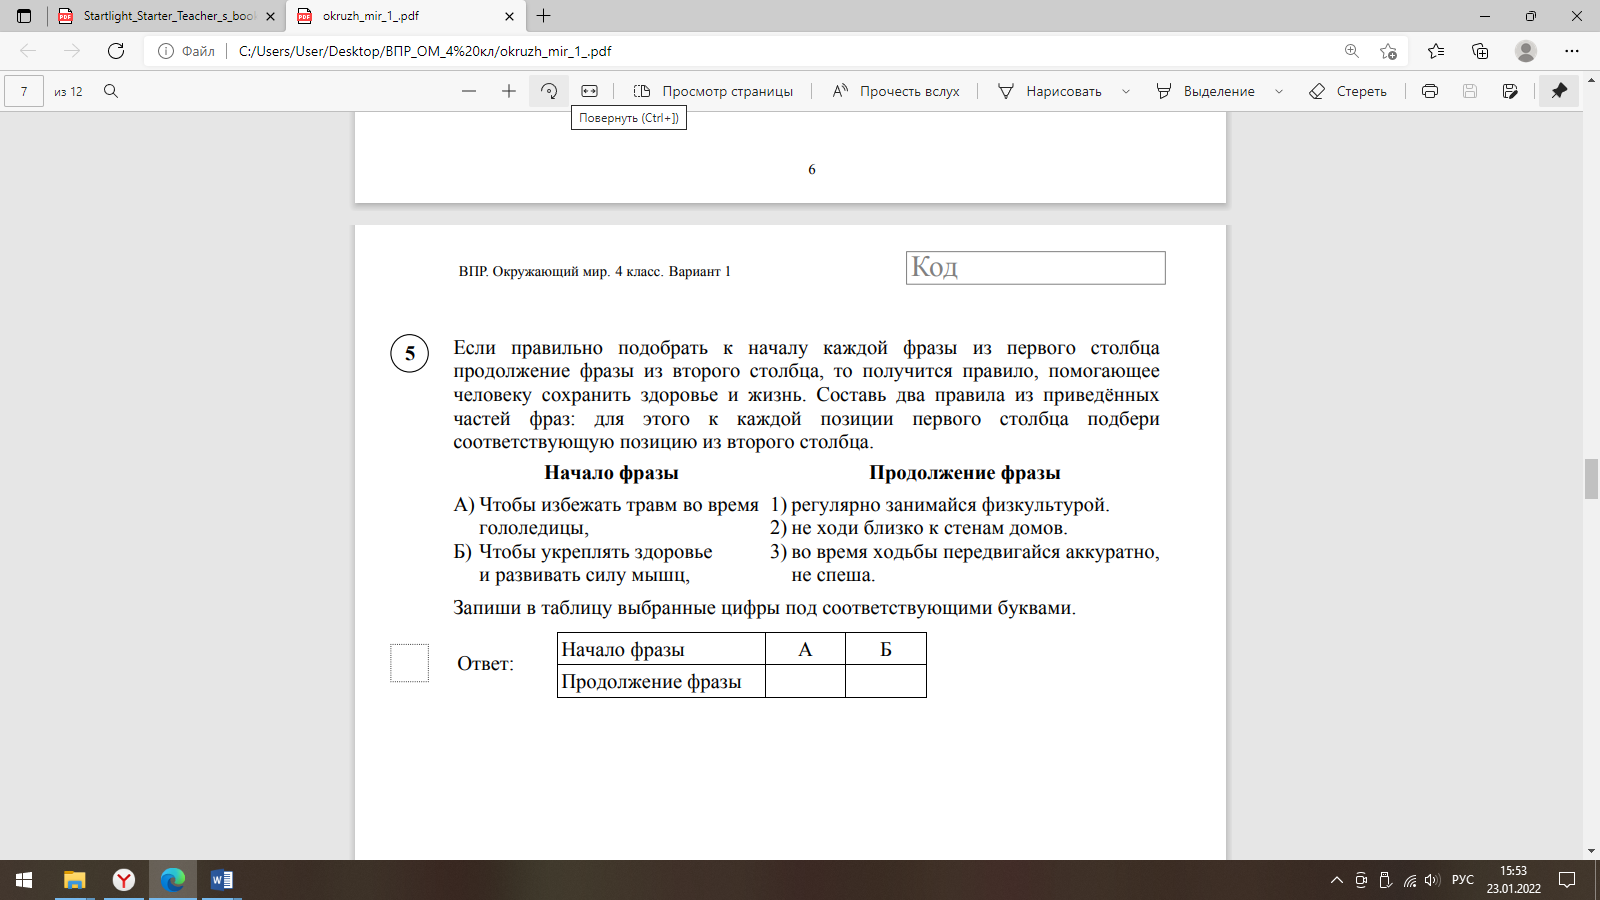 Startlight_Starter_Teacher_s_book
okruzh_mir_1_.pdf
Файл
C:/Users/User/Desktop/ВПР_ОМ_4%20кл/okruzh_mir_1_.pdf
7
из 12
Просмотр страницы
Прочесть вслух
Нарисовать
Выделение
Стереть
Повернуть (Ctrl+])
6
ВПР. Окружающий мир. 4 класс. Вариант 1
Код
5
Если правильно подобрать к началу каждой фразы из первого столбца
продолжение фразы из второго столбца, то получится правило, помогающее
человеку сохранить здоровье и жизнь. Составь два правила из приведённых
частей фраз: для этого к каждой позиции первого столбца подбери
соответствующую позицию из второго столбца.
Начало фразы
Продолжение фразы
А) Чтобы избежать травм во время
гололедицы,
Б) Чтобы укреплять здоровье
и развивать силу мышц,
1) регулярно занимайся физкультурой.
2) не ходи близко к стенам домов.
3) во время ходьбы передвигайся аккуратно,
не спеша.
Запиши в таблицу выбранные цифры под соответствующими буквами.
Ответ:
Начало фразы А Б
Продолжение фразы
РУС
15:53
23.01.2022